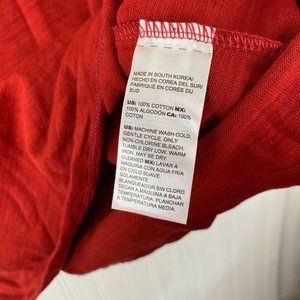 MADE IN SOUTH KOREA/
HECHO EN COREA DEL SUR/
FABRIQUÉ EN CORÉE DU
SUD
US: 100% COTTON MX:
100% ALGODÓN CA: 100%
COTON
US: MACHINE WASH COLD,
GENTLE CYCLE. ONLY
NON-CHLORINE BLEACH,
TUMBLE DRY LOW. WARM
IRON. MAY BE DRY
CLEANED MX: LAVAR A
MAQUINA CON AGUA FRÍA
EN CICLO SUAVE.
SOLAMENTE
BLANQUEADOR SIN CLORO.
SECAR A MAQUINA A BAJA
TEMPERATURA. PLANCHAR
A TEMPERATURA MEDIA.